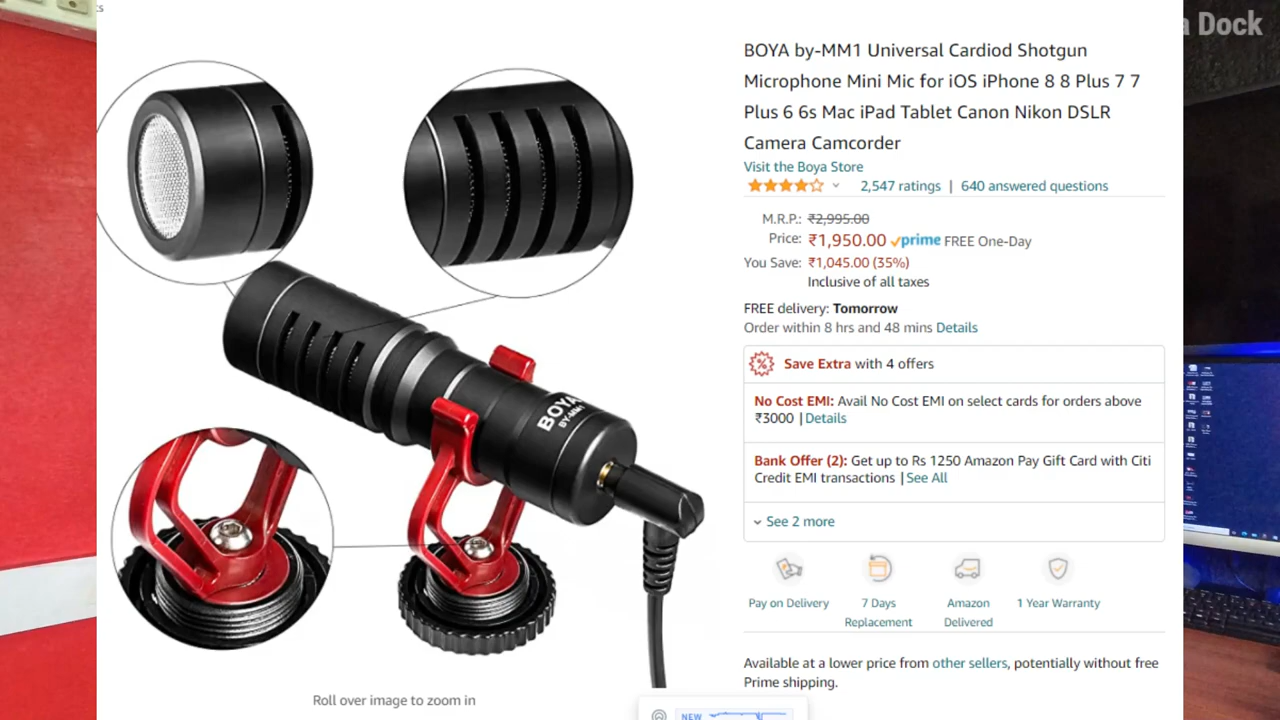 s
a Dock
BOYA by-MM1 Universal Cardiod Shotgun
Microphone Mini Mic for iOS iPhone 8 8 Plus 7 7
Plus 6 6s Mac iPad Tablet Canon Nikon DSLR
Camera Camcorder
Visit the Boya Store
2,547 ratings | 640 answered questions
M.R.P.: ₹2,995.00
Price: ₹1,950.00 prime FREE One-Day
You Save: ₹1,045.00 (35%)
Inclusive of all taxes
FREE delivery: Tomorrow
Order within 8 hrs and 48 mins Details
Save Extra with 4 offers
No Cost EMI: Avail No Cost EMI on select cards for orders above
₹3000 | Details
Bank Offer (2): Get up to Rs 1250 Amazon Pay Gift Card with Citi
Credit EMI transactions | See All
See 2 more
Pay on Delivery
7 Days
Replacement
Amazon
Delivered
1 Year Warranty
Available at a lower price from other sellers, potentially without free
Prime shipping.
BOYA
BY-MM1
Roll over image to zoom in
NEW